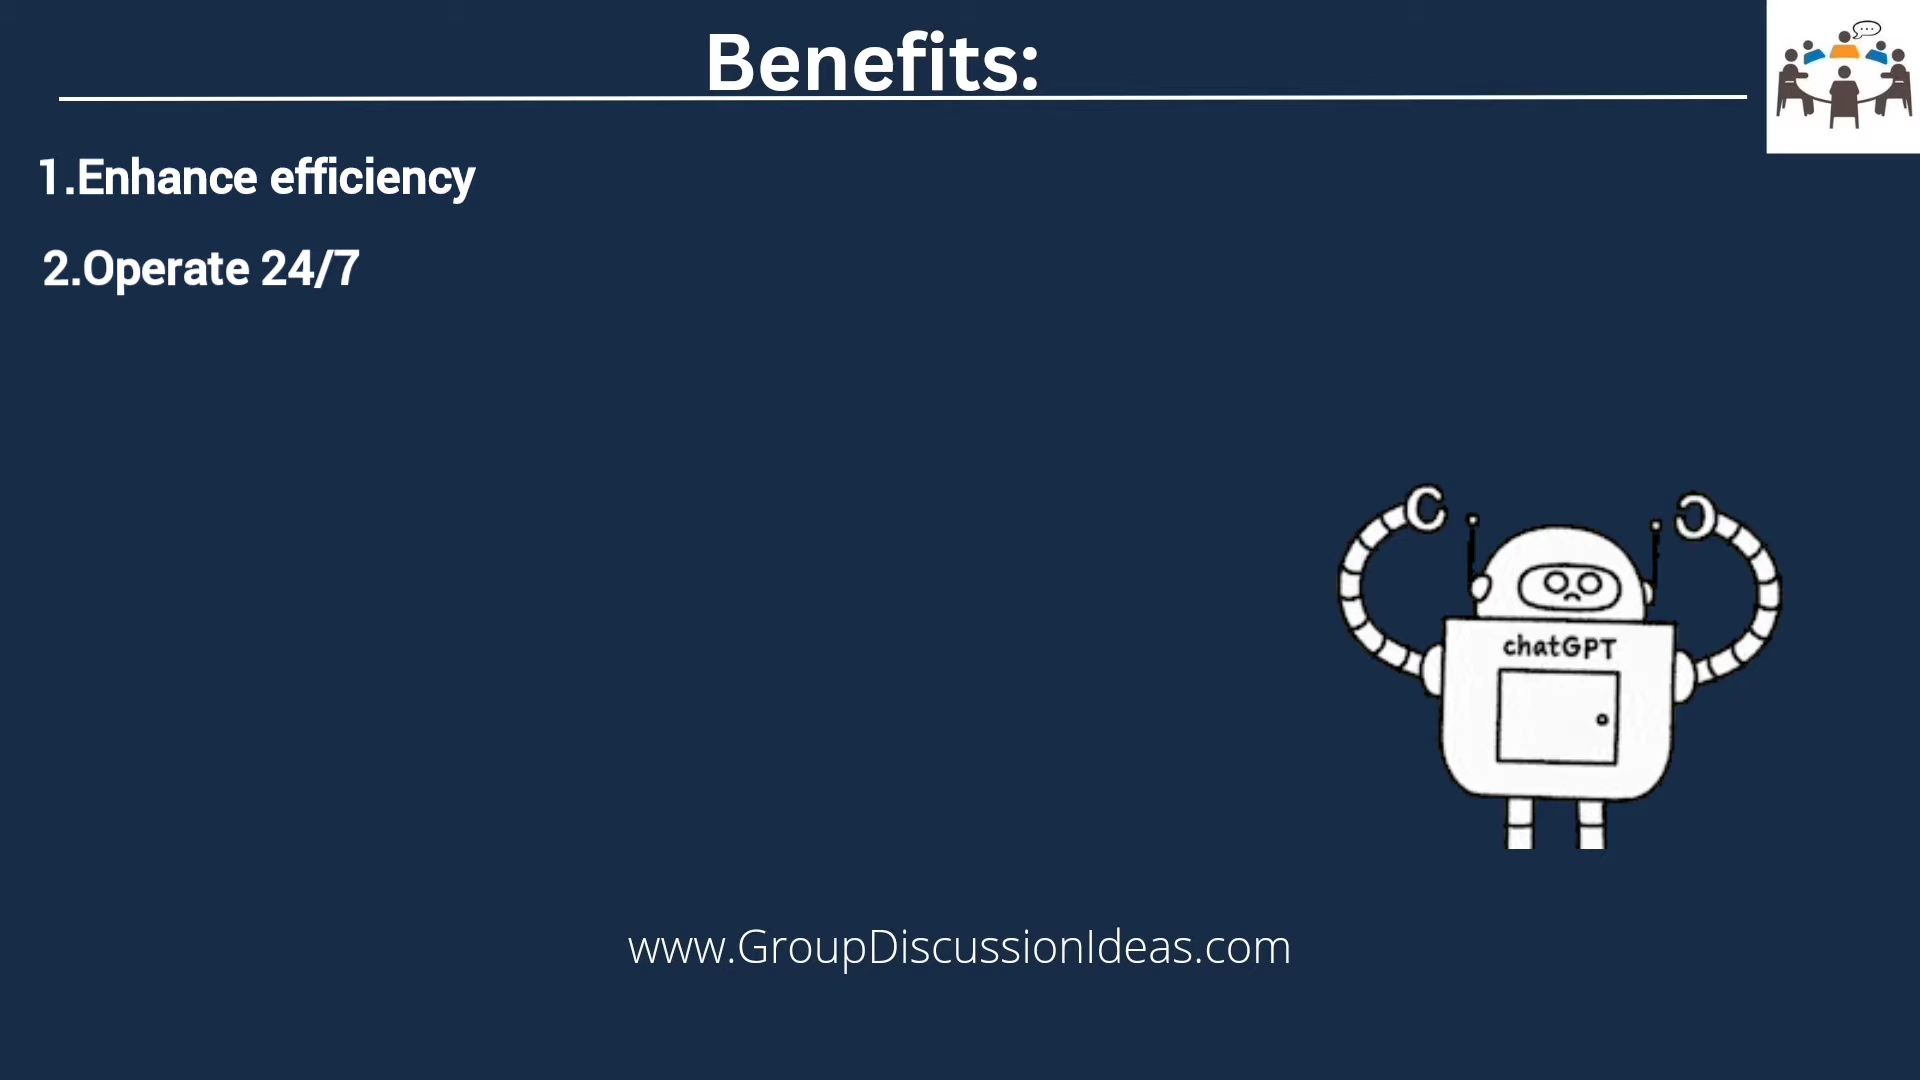 Benefits:
1.Enhance efficiency
2.Operate 24/7
chatGPT
www.GroupDiscussionIdeas.com